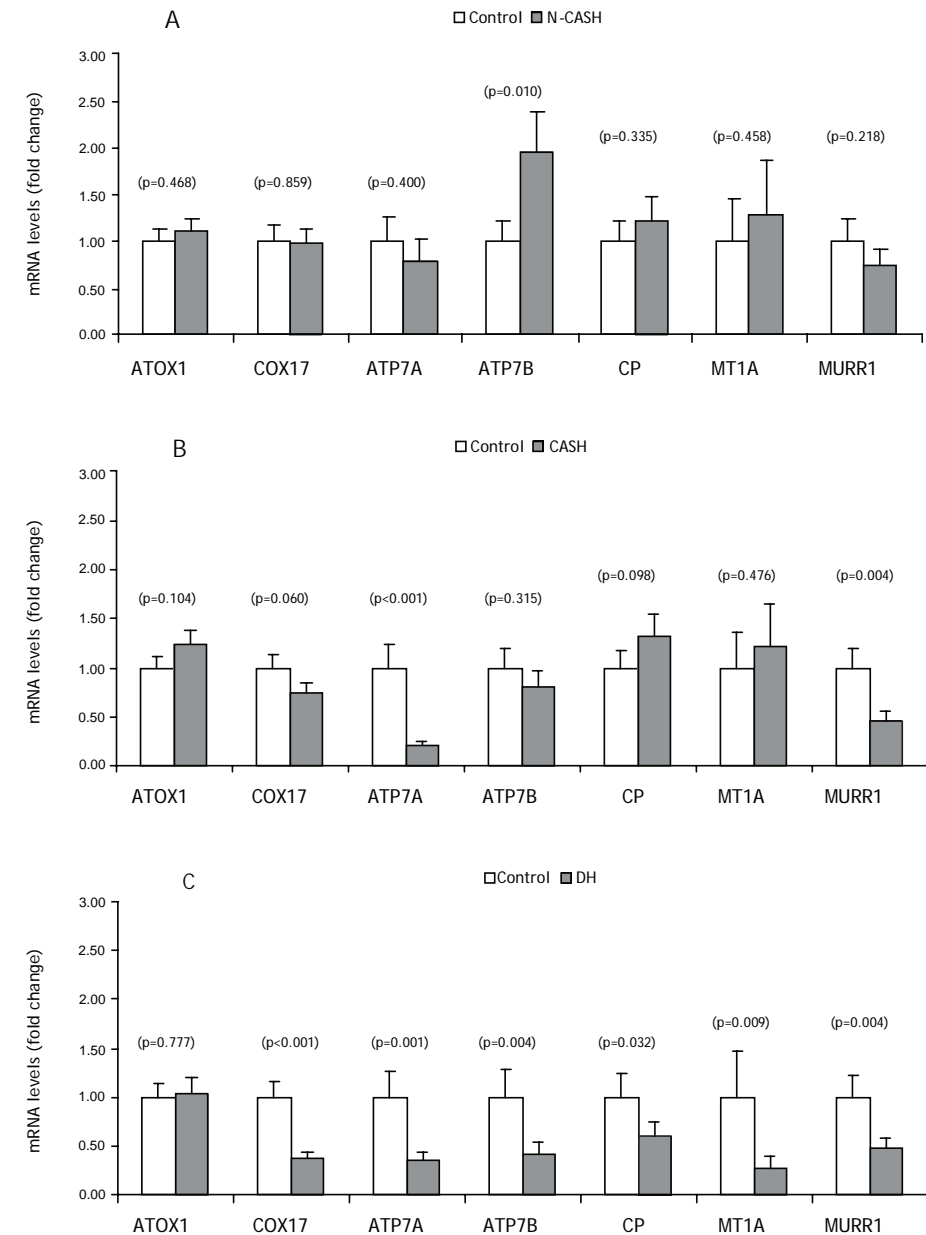 A
Control N-CASH
mRNA levels (fold change)
3.00
2.50
2.00
1.50
1.00
0.50
0.00
(p=0.468) (p=0.859) (p=0.400) (p=0.010) (p=0.335) (p=0.458) (p=0.218)
ATOX1 COX17 ATP7A ATP7B CP MT1A MURR1
B
Control CASH
mRNA levels (fold change)
3.00
2.50
2.00
1.50
1.00
0.50
0.00
(p=0.104) (p=0.060) (p<0.001) (p=0.315) (p=0.098) (p=0.476) (p=0.004)
ATOX1 COX17 ATP7A ATP7B CP MT1A MURR1
C
Control DH
mRNA levels (fold change)
3.00
2.50
2.00
1.50
1.00
0.50
0.00
(p=0.777) (p<0.001) (p=0.001) (p=0.004) (p=0.032) (p=0.009) (p=0.004)
ATOX1 COX17 ATP7A ATP7B CP MT1A MURR1